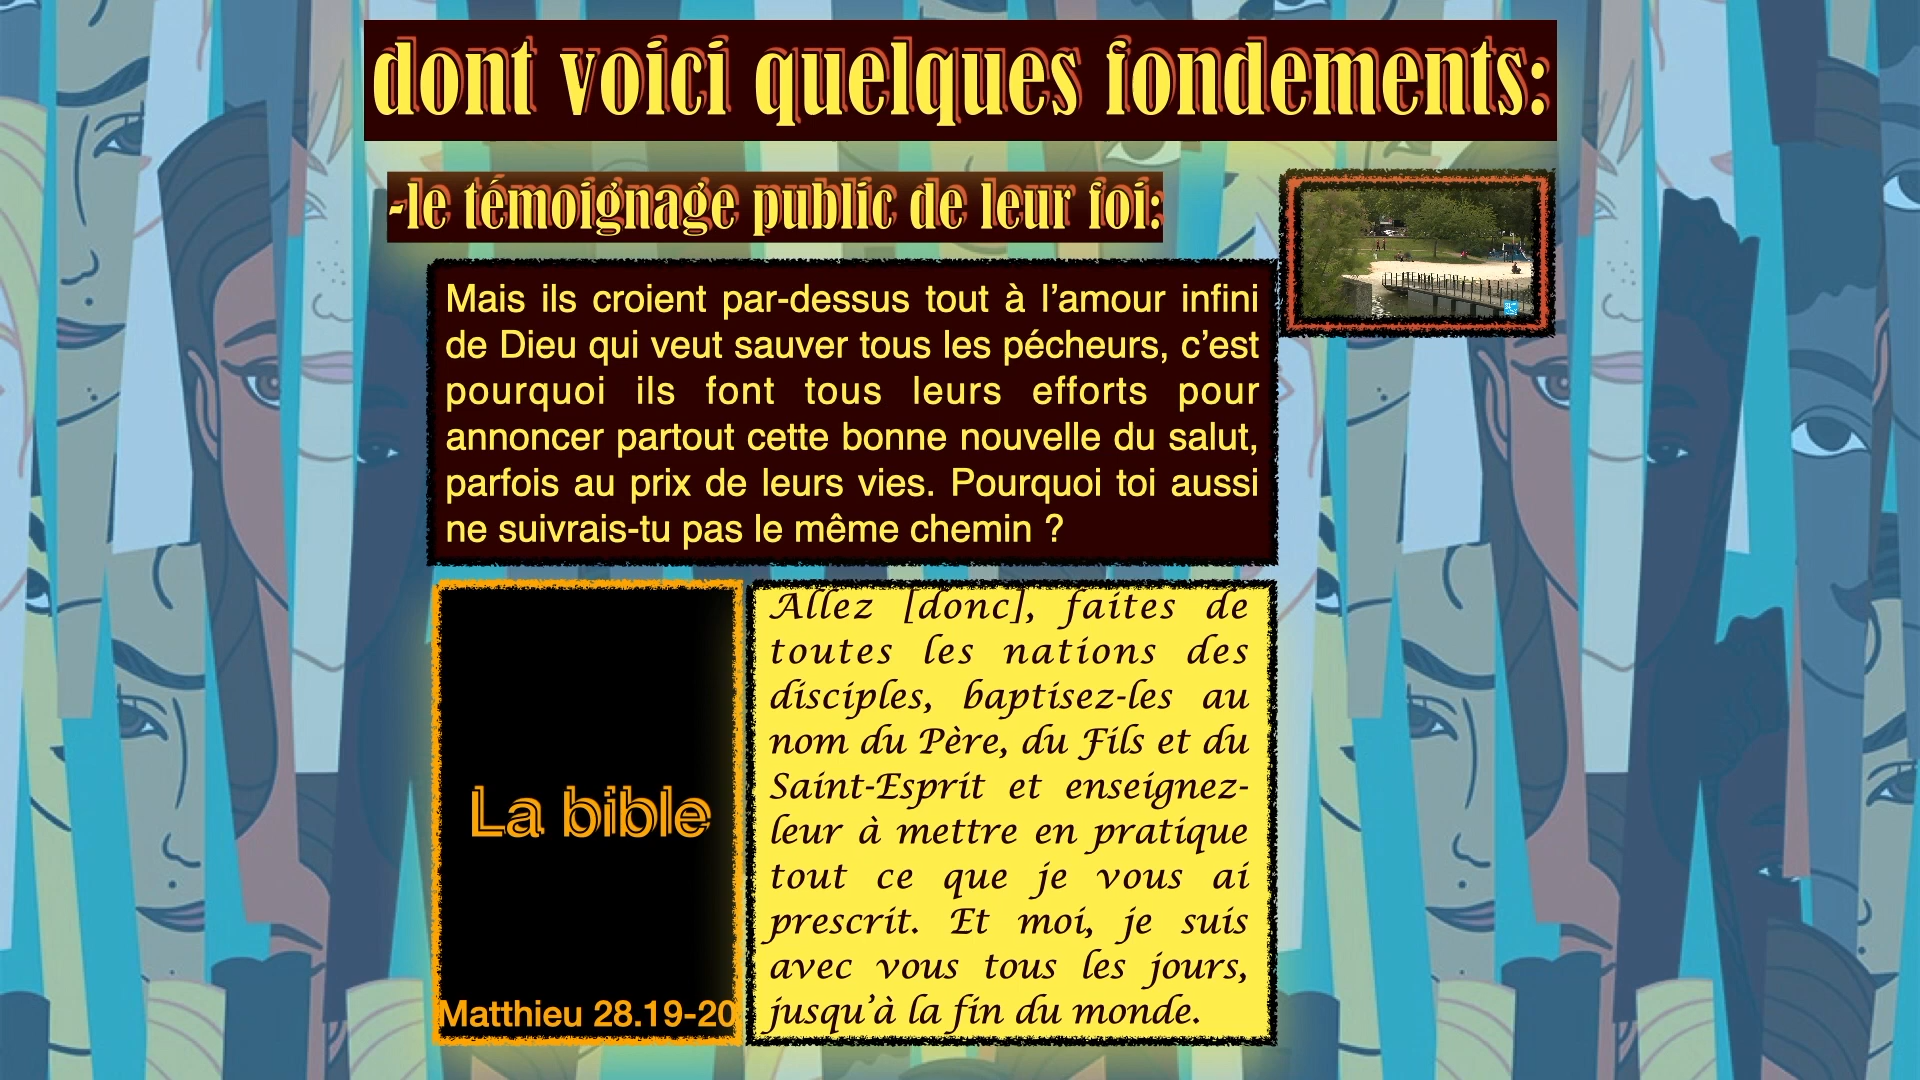 dont voici quelques fondements:
-le témoignage public de leur foi:
Mais ils croient par-dessus tout à l’amour infini
de Dieu qui veut sauver tous les pécheurs, c’est
pourquoi ils font tous leurs efforts pour
annoncer partout cette bonne nouvelle du salut,
parfois au prix de leurs vies. Pourquoi toi aussi
ne suivrais-tu pas le même chemin ?
La bible
Matthieu 28.19-20
Allez [donc], faites de
toutes les nations des
disciples, baptisez-les au
nom du Père, du Fils et du
Saint-Esprit et enseignez-
leur à mettre en pratique
tout ce que je vous ai
prescrit. Et moi, je suis
avec vous tous les jours,
jusqu’à la fin du monde.